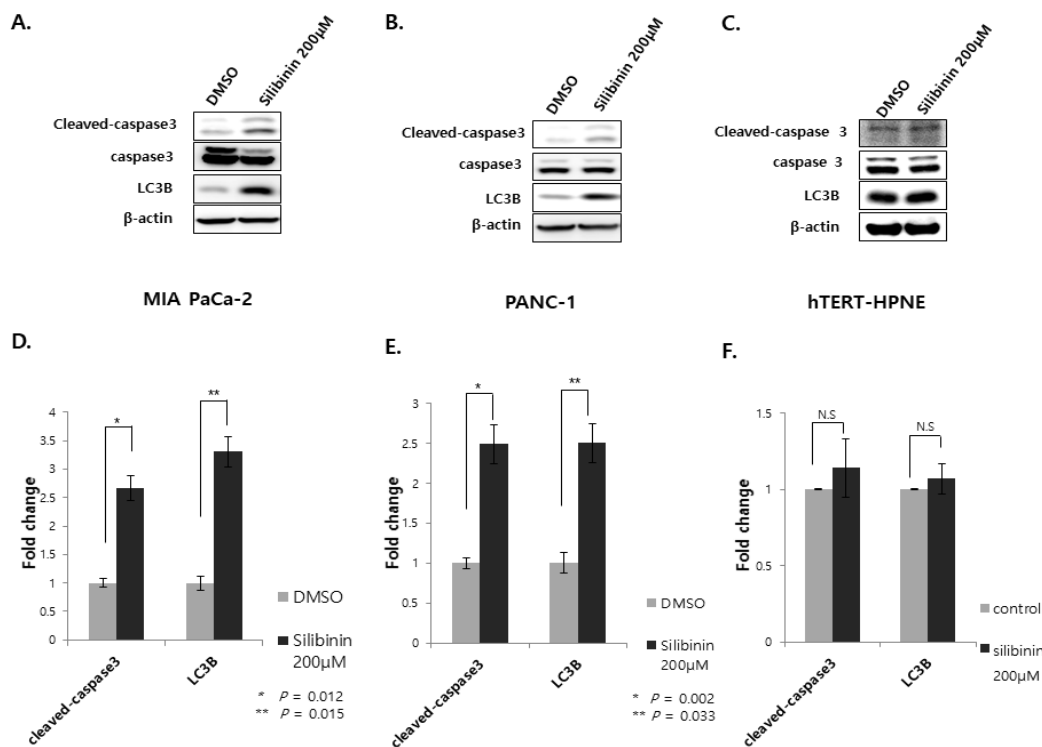 A.
DMSO
Silibinin 200μM
Cleaved-caspase3
caspase3
LC3B
β-actin
MIA PaCa-2
B.
DMSO
Silibinin 200μM
Cleaved-caspase3
caspase3
LC3B
β-actin
PANC-1
C.
DMSO
Silibinin 200μM
Cleaved-caspase 3
caspase 3
LC3B
β-actin
hTERT-HPNE
D.
Fold change
4
3.5
3
2.5
2
1.5
1
0.5
0
*
**
cleaved-caspase3
LC3B
DMSO
Silibinin
200μM
* P = 0.012
** P = 0.015
E.
Fold change
3
2.5
2
1.5
1
0.5
0
*
**
cleaved-caspase3
LC3B
DMSO
Silibinin
200μM
* P = 0.002
** P = 0.033
F.
Fold change
1.5
1
0.5
0
N.S
N.S
cleaved-caspase3
LC3B
control
silibinin
200μM